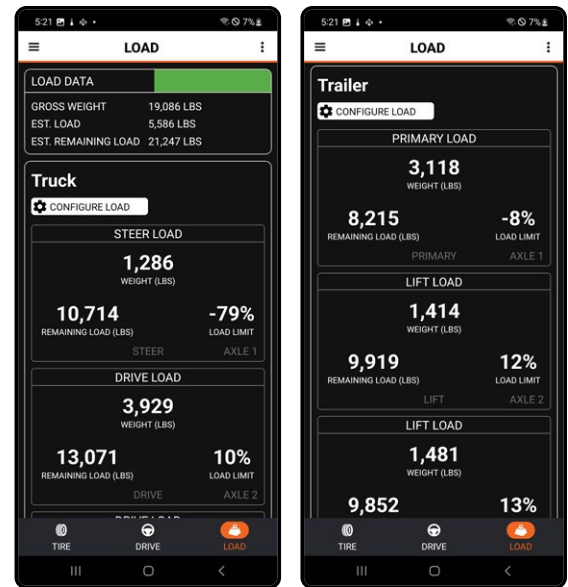 5:21
7%
LOAD
LOAD DATA
GROSS WEIGHT 19,086 LBS
EST. LOAD 5,586 LBS
EST. REMAINING LOAD 21,247 LBS
Truck
CONFIGURE LOAD
STEER LOAD
1,286
WEIGHT (LBS)
10,714 -79%
REMAINING LOAD (LBS) LOAD LIMIT
STEER AXLE 1
DRIVE LOAD
3,929
WEIGHT (LBS)
13,071 10%
REMAINING LOAD (LBS) LOAD LIMIT
DRIVE AXLE 2
DRIVE LOAD
TIRE DRIVE LOAD
5:21
7%
LOAD
Trailer
CONFIGURE LOAD
PRIMARY LOAD
3,118
WEIGHT (LBS)
8,215 -8%
REMAINING LOAD (LBS) LOAD LIMIT
PRIMARY AXLE 1
LIFT LOAD
1,414
WEIGHT (LBS)
9,919 12%
REMAINING LOAD (LBS) LOAD LIMIT
LIFT AXLE 2
LIFT LOAD
1,481
WEIGHT (LBS)
9,852 13%
TIRE DRIVE LOAD